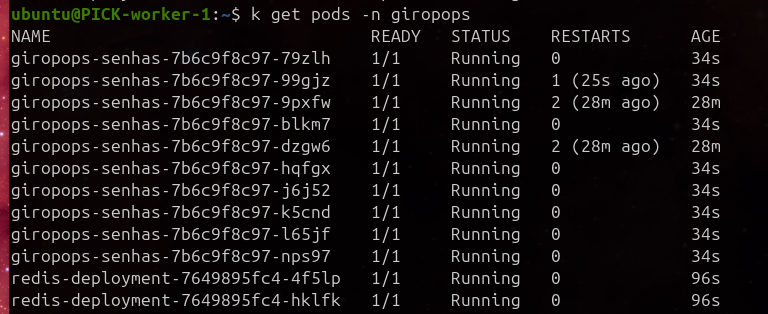 ubuntu@PICK-worker-1:~$ k get pods -n giropops
NAME READY STATUS RESTARTS AGE
giropops-senhas-7b6c9f8c97-79zlh 1/1 Running 0 34s
giropops-senhas-7b6c9f8c97-99gjz 1/1 Running 1 (25s ago) 34s
giropops-senhas-7b6c9f8c97-9pxfw 1/1 Running 2 (28m ago) 28m
giropops-senhas-7b6c9f8c97-blkm7 1/1 Running 0 34s
giropops-senhas-7b6c9f8c97-dzgw6 1/1 Running 2 (28m ago) 28m
giropops-senhas-7b6c9f8c97-hqfgx 1/1 Running 0 34s
giropops-senhas-7b6c9f8c97-j6j52 1/1 Running 0 34s
giropops-senhas-7b6c9f8c97-k5cnd 1/1 Running 0 34s
giropops-senhas-7b6c9f8c97-l65jf 1/1 Running 0 34s
giropops-senhas-7b6c9f8c97-nps97 1/1 Running 0 34s
redis-deployment-7649895fc4-4f5lp 1/1 Running 0 96s
redis-deployment-7649895fc4-hklfk 1/1 Running 0 96s